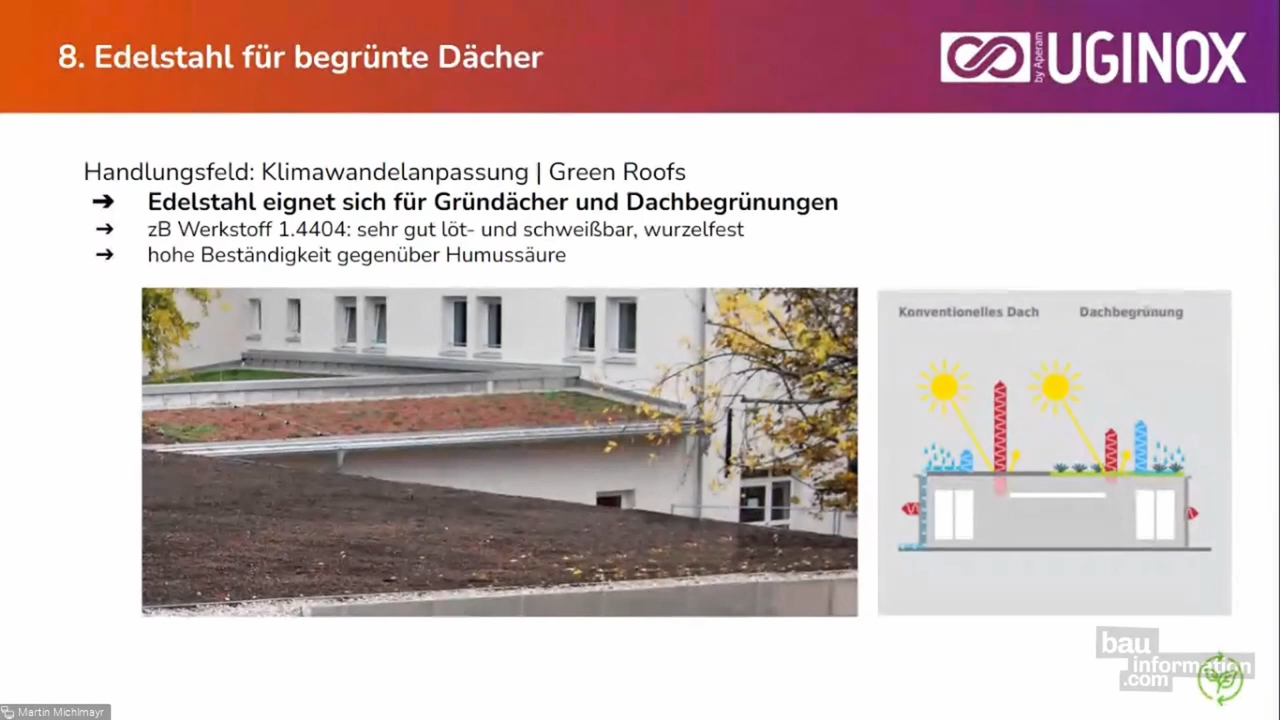 8. Edelstahl für begrünte Dächer
by Aperam
UGINOX
Handlungsfeld: Klimawandelanpassung | Green Roofs
➔ Edelstahl eignet sich für Gründächer und Dachbegrünungen
➔ zB Werkstoff 1.4404: sehr gut löt- und schweißbar, wurzelfest
➔ hohe Beständigkeit gegenüber Humussäure
Konventionelles Dach
Dachbegrünung
bau
information
.com
Martin Michlmayr